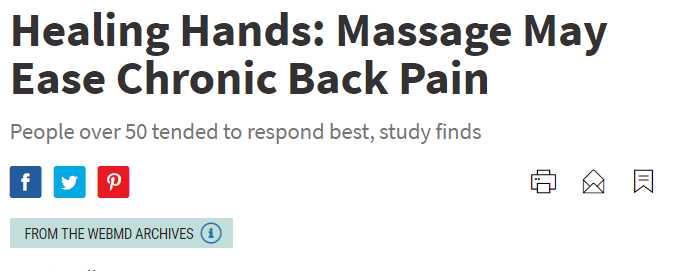 Healing Hands: Massage May
Ease Chronic Back Pain
People over 50 tended to respond best, study finds
FROM THE WEBMD ARCHIVES